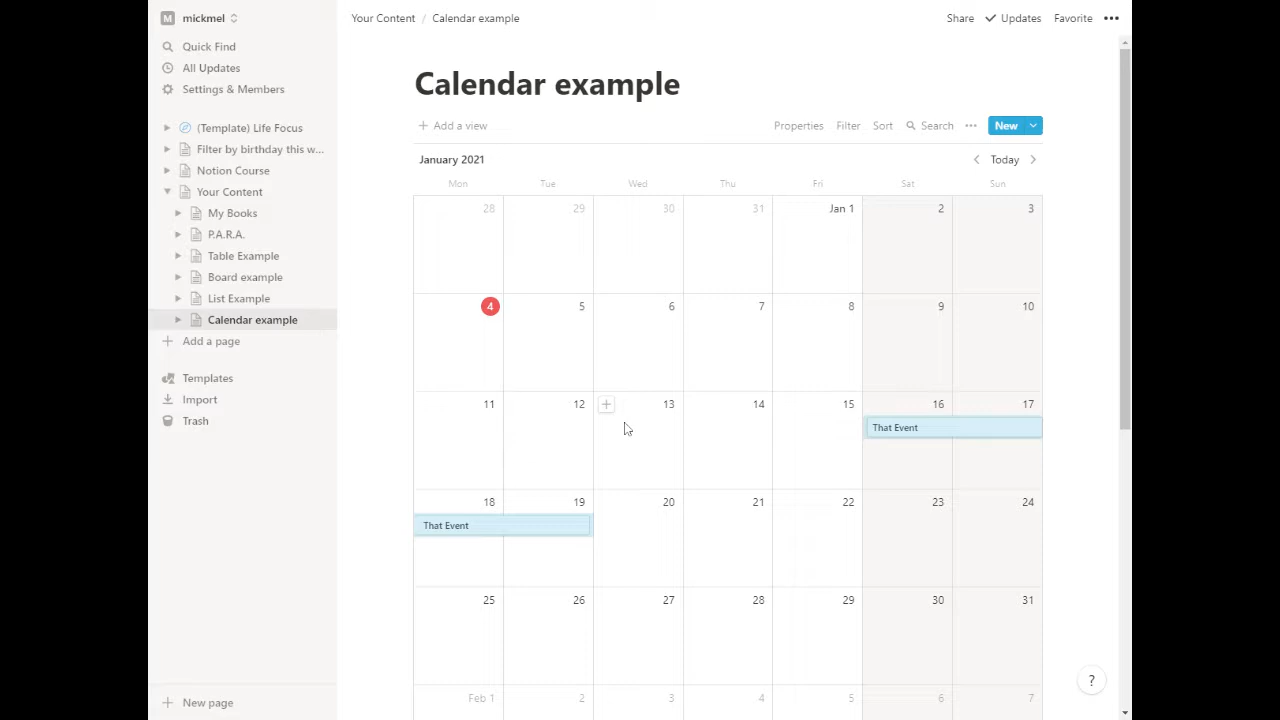 M mickmel
Quick Find
All Updates
Settings & Members
(Template) Life Focus
Filter by birthday this w...
Notion Course
Your Content
My Books
P.A.R.A.
Table Example
Board example
List Example
Calendar example
Add a page
Templates
Import
Trash
New page
Your Content / Calendar example
Share Updates Favorite
Calendar example
Add a view
Properties Filter Sort Search New
January 2021
Today
Mon Tue Wed Thu Fri Sat Sun
28 29 30 31 Jan 1 2 3
4 5 6 7 8 9 10
11 12 13 14 15 16 17
That Event
18 19 20 21 22 23 24
That Event
25 26 27 28 29 30 31
Feb 1 2 3 4 5 6 7
?